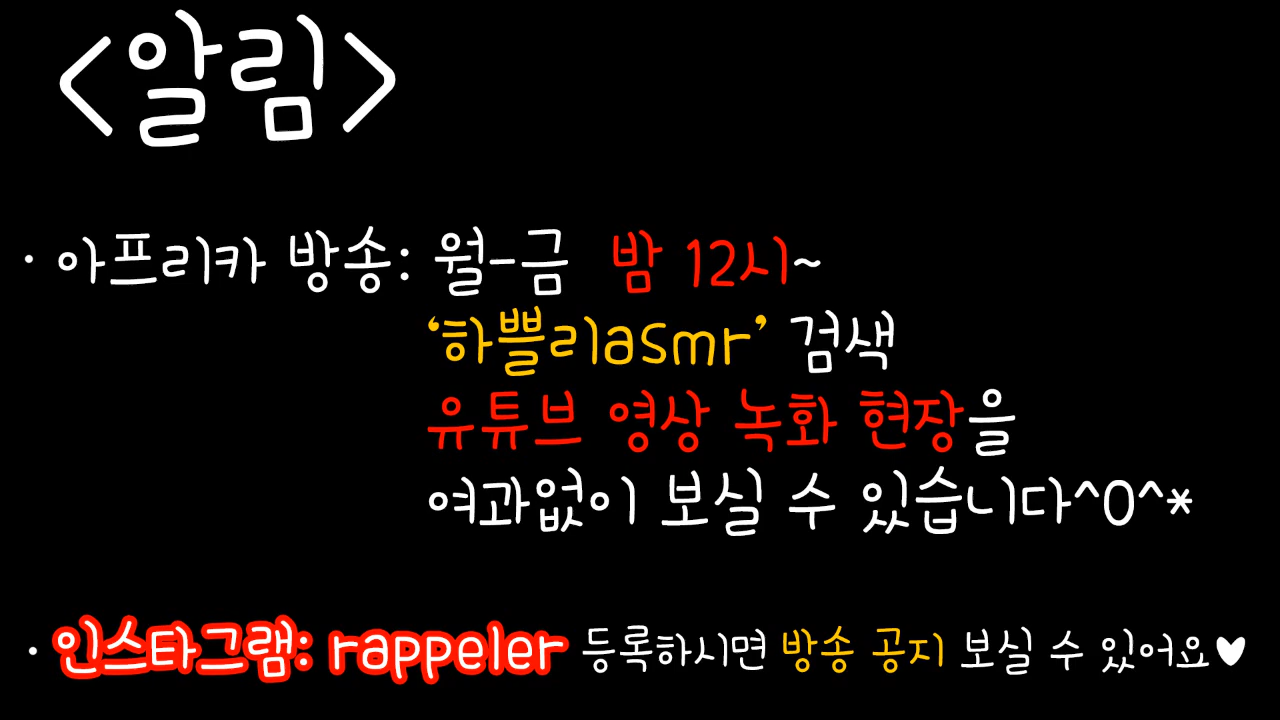 <알림>
· 아프리카 방송: 월-금 밤 12시~
‘하쁠리asmr’ 검색
유튜브 영상 녹화 현장을
여과없이 보실 수 있습니다^0^*
· 인스타그램: rappeler 등록하시면 방송 공지 보실 수 있어요♥